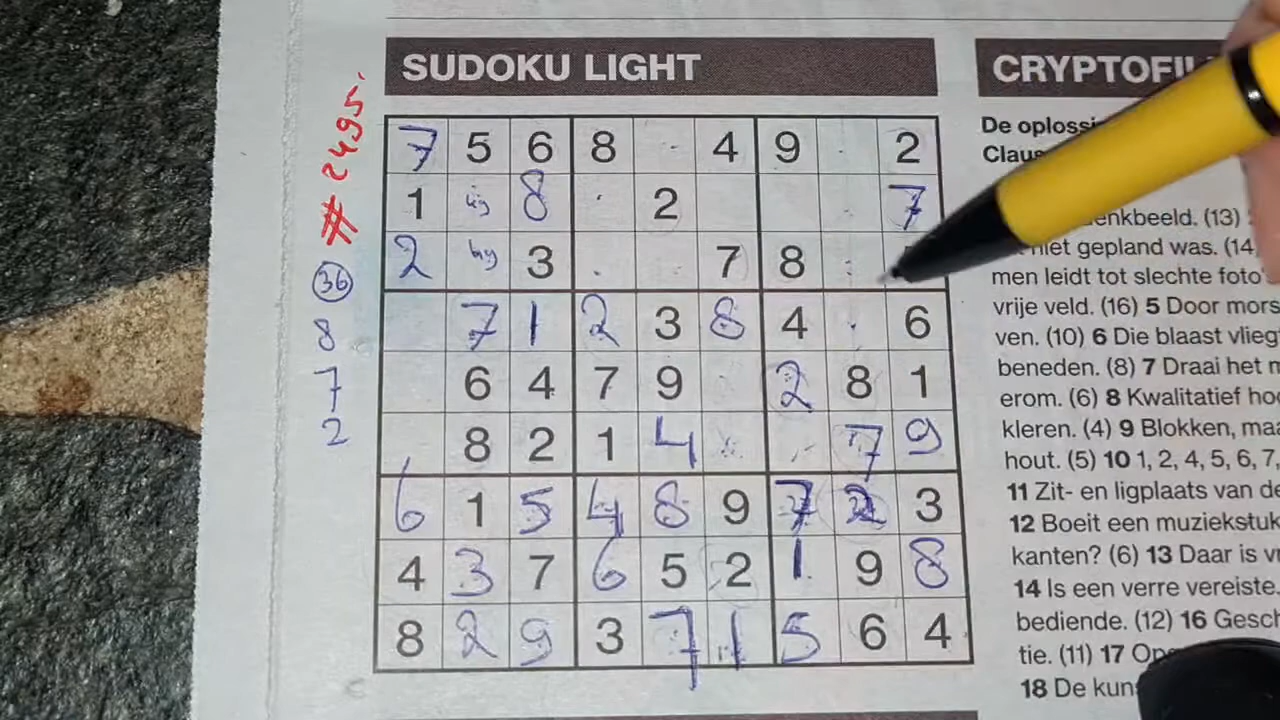 SUDOKU LIGHT
CRYPTOFIL
# 2495.
36
8
7
2
7 5 6 8 4 9 2
1 8 2 7
2 3 7 8
7 1 2 3 8 4 6
6 4 7 9 2 8 1
8 2 1 4 7 9
6 1 5 4 8 9 7 2 3
4 3 7 6 5 2 1 9 8
8 2 9 3 7 1 5 6 4
De oplossi
Claus
enkbeeld. (13)
niet gepland was. (14,
men leidt tot slechte foto'
vrije veld. (16) 5 Door mors
ven. (10) 6 Die blaast vlieg
beneden. (8) 7 Draai het m
erom. (6) 8 Kwalitatief hoo
kleren. (4) 9 Blokken, maa
hout. (5) 10 1, 2, 4, 5, 6, 7,
11 Zit- en ligplaats van de
12 Boeit een muziekstuk
kanten? (6) 13 Daar is vr
14 Is een verre vereiste.
bediende. (12) 16 Gesch
tie. (11) 17 Op
18 De kuns